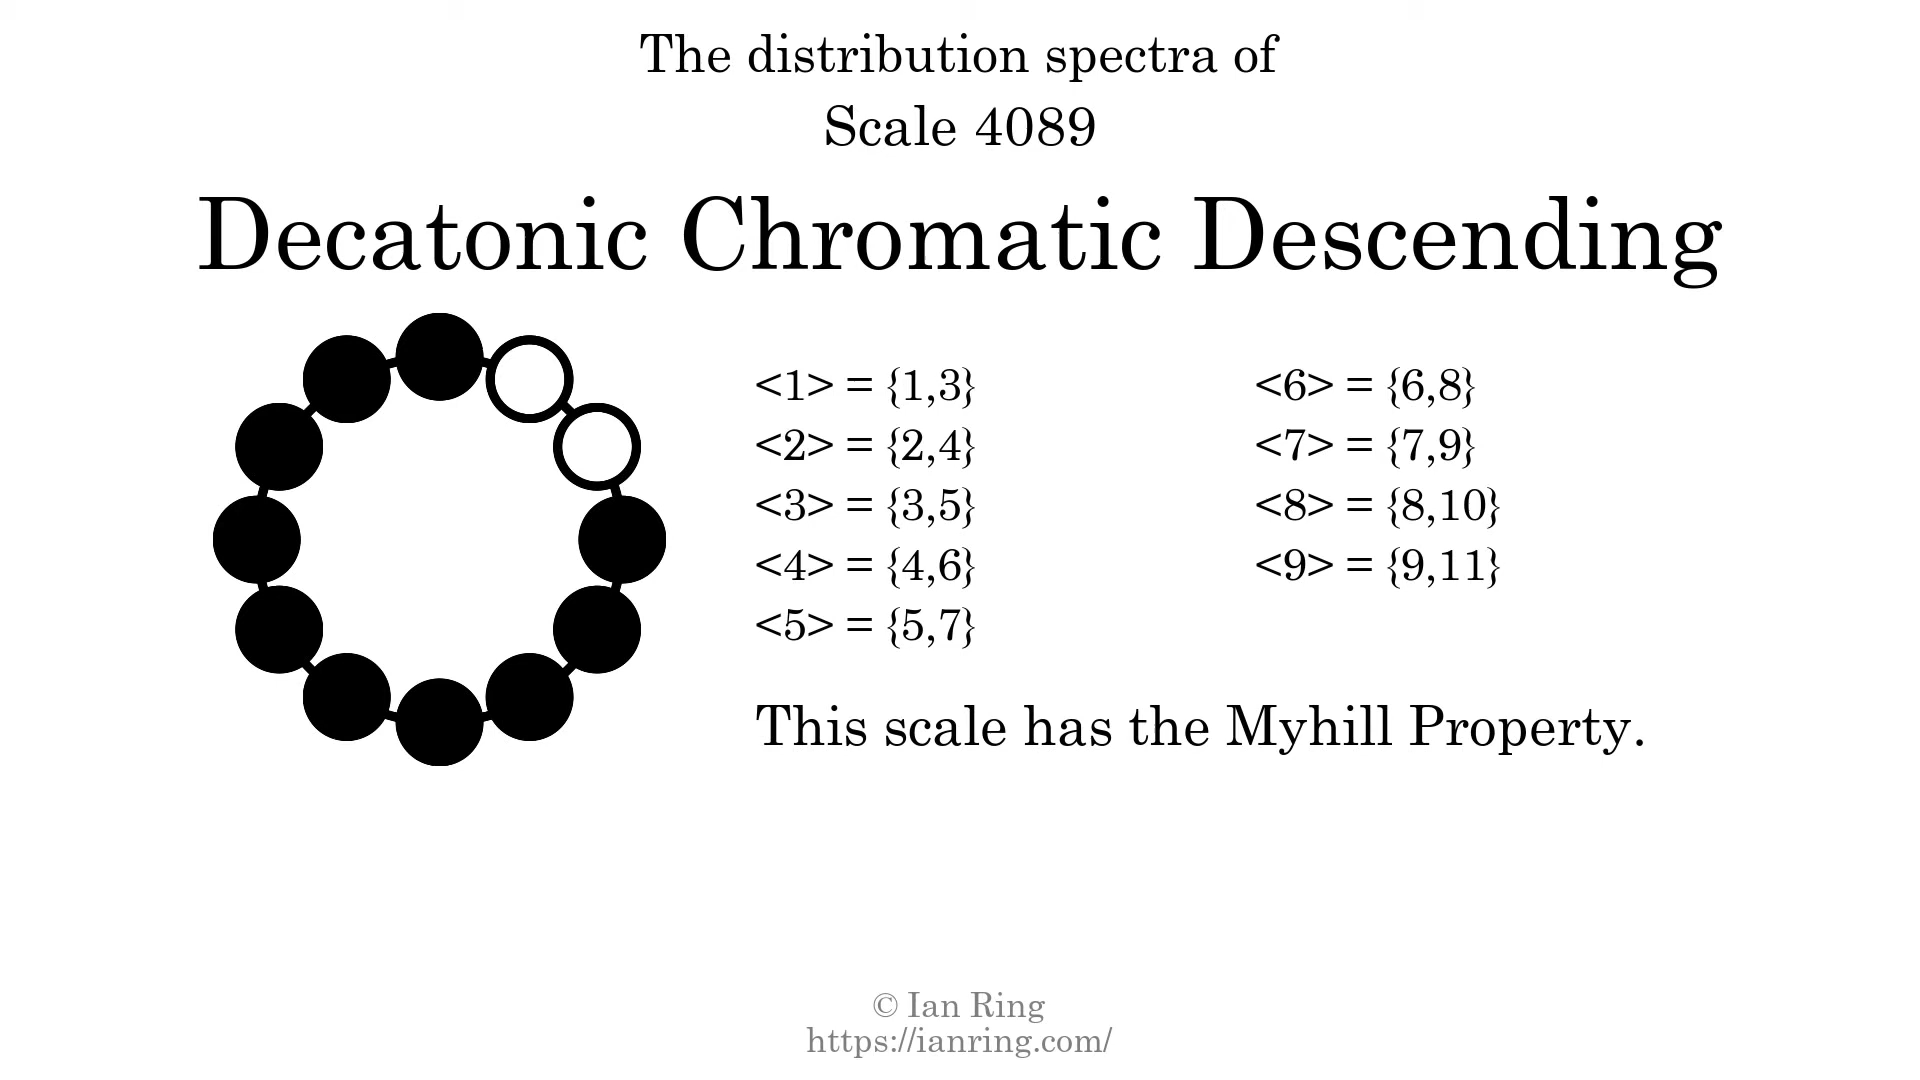 The distribution spectra of
Scale 4089
Decatonic Chromatic Descending
<1> = {1,3}
<2> = {2,4}
<3> = {3,5}
<4> = {4,6}
<5> = {5,7}
<6> = {6,8}
<7> = {7,9}
<8> = {8,10}
<9> = {9,11}
This scale has the Myhill Property.
© Ian Ring
https://ianring.com/